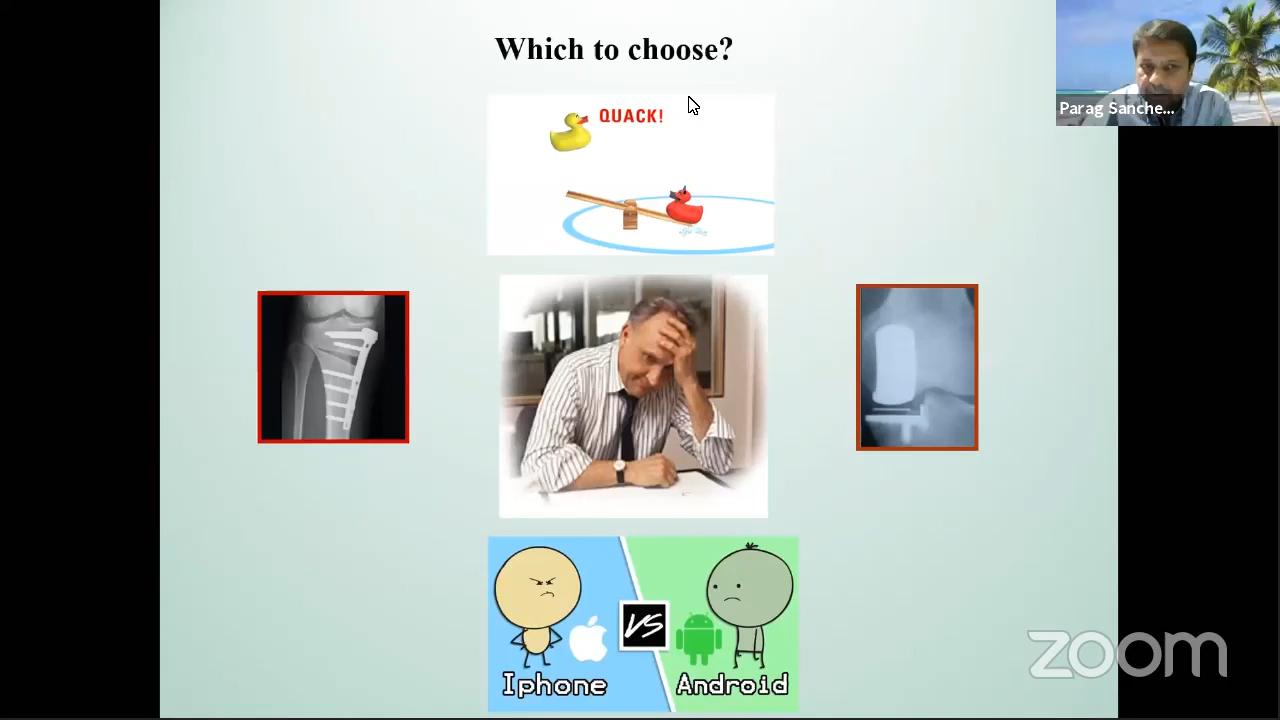 Which to choose?
Parag Sanche...
QUACK!
VS
Iphone
Android
zoom